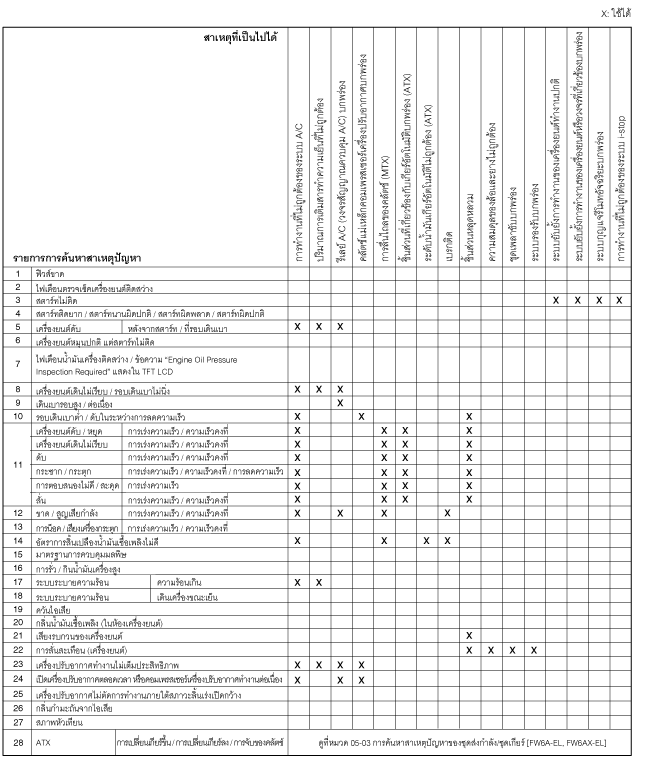 X: ใช้ได้
สาเหตุที่เป็นไปได้
การทำงานที่ไม่ถูกต้องของระบบ A/C
ปริมาณการเติมสารทำความเย็นที่ไม่ถูกต้อง
รีเลย์ A/C (วงจรสัญญาณควบคุม A/C) บกพร่อง
คลัตช์แม่เหล็กคอมเพรสเซอร์เครื่องปรับอากาศบกพร่อง
การลื่นไถลของคลัตช์ (MTX)
ชิ้นส่วนที่เกี่ยวข้องกับเกียร์อัตโนมัติบกพร่อง (ATX)
ระดับน้ำมันเกียร์อัตโนมัติไม่ถูกต้อง (ATX)
เบรกติด
ชิ้นส่วนหลุดหลวม
ความสมดุลของล้อและยางไม่ถูกต้อง
ชุดเพลาขับบกพร่อง
ระบบรองรับบกพร่อง
ระบบยับยั้งการทำงานของเครื่องยนต์ทำงานปกติ
ระบบยับยั้งการทำงานของเครื่องยนต์หรือวงจรที่เกี่ยวข้องบกพร่อง
ระบบกุญแจรีโมทอัจฉริยะบกพร่อง
การทำงานที่ไม่ถูกต้องของระบบ i-stop
รายการการค้นหาสาเหตุปัญหา
1 ฟิวส์ขาด
2 ไฟเตือนตรวจเช็คเครื่องยนต์ติดสว่าง
3 สตาร์ทไม่ติด X X X X
4 สตาร์ทติดยาก / สตาร์ทนานผิดปกติ / สตาร์ทผิดพลาด / สตาร์ทผิดปกติ
5 เครื่องยนต์ดับ หลังจากสตาร์ท / ที่รอบเดินเบา X X X
6 เครื่องยนต์หมุนปกติ แต่สตาร์ทไม่ติด
7 ไฟเตือนน้ำมันเครื่องติดสว่าง / ข้อความ "Engine Oil Pressure
Inspection Required" แสดงใน TFT LCD
8 เครื่องยนต์เดินไม่เรียบ / รอบเดินเบาไม่นิ่ง X X X
9 เดินเบารอบสูง / ต่อเนื่อง X
10 รอบเดินเบาต่ำ / ดับในระหว่างการลดความเร็ว X X X
11 เครื่องยนต์ดับ / หยุด การเร่งความเร็ว / ความเร็วคงที่ X X X X
เครื่องยนต์เดินไม่เรียบ การเร่งความเร็ว / ความเร็วคงที่ X X X X
ดับ การเร่งความเร็ว / ความเร็วคงที่ X X X X
กระชาก / กระตุก การเร่งความเร็ว / ความเร็วคงที่ / การลดความเร็ว X X X X
การตอบสนองไม่ดี / สะดุด การเร่งความเร็ว X X X X
สั่น การเร่งความเร็ว / ความเร็วคงที่ X X X X
12 ขาด / สูญเสียกำลัง การเร่งความเร็ว / ความเร็วคงที่ X X X X
13 การน็อค / เสียงเครื่องกระตุก การเร่งความเร็ว / ความเร็วคงที่
14 อัตราการสิ้นเปลืองน้ำมันเชื้อเพลิงไม่ดี X X X X
15 มาตรฐานการควบคุมมลพิษ
16 การรั่ว / กินน้ำมันเครื่องสูง
17 ระบบระบายความร้อน ความร้อนเกิน X X
18 ระบบระบายความร้อน เดินเครื่องขณะเย็น
19 ควันไอเสีย
20 กลิ่นน้ำมันเชื้อเพลิง (ในห้องเครื่องยนต์)
21 เสียงรบกวนของเครื่องยนต์ X
22 การสั่นสะเทือน (เครื่องยนต์) X X X X
23 เครื่องปรับอากาศทำงานไม่เต็มประสิทธิภาพ X X X X
24 เปิดเครื่องปรับอากาศตลอดเวลา หรือคอมเพรสเซอร์เครื่องปรับอากาศทำงานต่อเนื่อง X X X
25 เครื่องปรับอากาศไม่ตัดการทำงานภายใต้สภาวะลิ้นเร่งเปิดกว้าง
26 กลิ่นกำมะถันจากไอเสีย
27 สภาพหัวเทียน
28 ATX การเปลี่ยนเกียร์ขึ้น / การเปลี่ยนเกียร์ลง / การจับของคลัตช์ ดูที่หมวด 05-03 การค้นหาสาเหตุปัญหาของชุดส่งกำลัง/ชุดเกียร์ [FW6A-EL, FW6AX-EL]